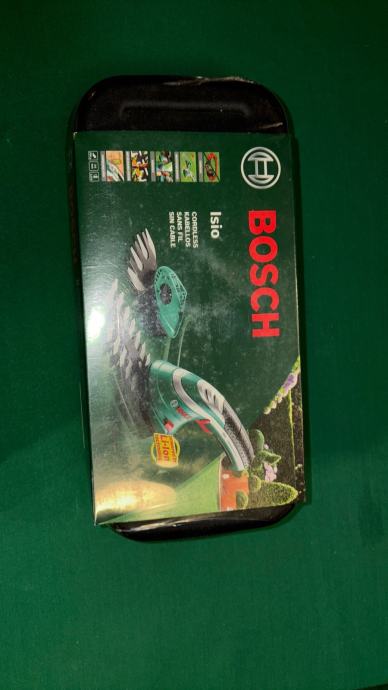 BOSCH
Isio
CORDLESS
KABELLOS
SANS FIL
SIN CABLE
Li-Ion